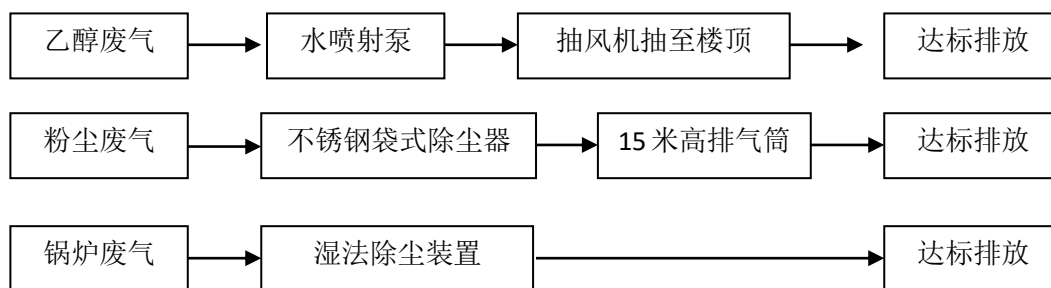 乙醇废气 水喷射泵 抽风机抽至楼顶 达标排放
粉尘废气 不锈钢袋式除尘器 15 米高排气筒 达标排放
锅炉废气 湿法除尘装置 达标排放